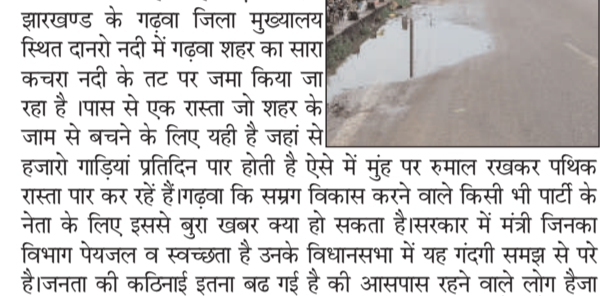 झारखण्ड के गढ़वा जिला मुख्यालय
स्थित दानरो नदी में गढ़वा शहर का सारा
कचरा नदी के तट पर जमा किया जा
रहा है ।पास से एक रास्ता जो शहर के
जाम से बचने के लिए यही है जहां से
हजारो गाड़ियां प्रतिदिन पार होती है ऐसे में मुंह पर रुमाल रखकर पथिक
रास्ता पार कर रहें हैं।गढ़वा कि सम्रग विकास करने वाले किसी भी पार्टी के
नेता के लिए इससे बुरा खबर क्या हो सकता है।सरकार में मंत्री जिनका
विभाग पेयजल व स्वच्छता है उनके विधानसभा में यह गंदगी समझ से परे
है।जनता की कठिनाई इतना बढ गई है की आसपास रहने वाले लोग हैजा